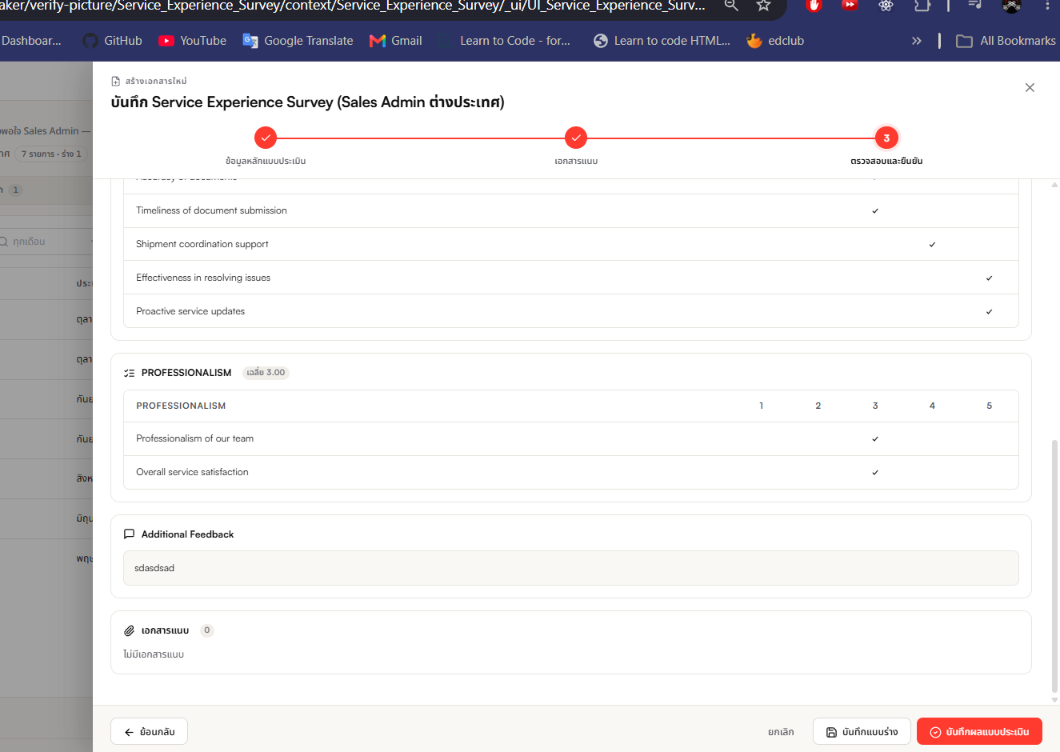 aker/verify-picture/Service_Experience_Survey/context/Service_Experience_Survey/_ui/UI_Service_Experience_Surv...
Dashboar... GitHub YouTube Google Translate Gmail Learn to Code - for... Learn to code HTML... edclub » All Bookmarks
สร้างเอกสารใหม่
บันทึก Service Experience Survey (Sales Admin ต่างประเทศ)
3
ข้อมูลหลักแบบประเมิน เอกสารแนบ ตรวจสอบและยืนยัน
Sales Admin —
7 รายการ · ร่าง 1
1
ทุกเดือน
Accuracy of documents
Timeliness of document submission
Shipment coordination support
Effectiveness in resolving issues
Proactive service updates
PROFESSIONALISM เฉลี่ย 3.00
PROFESSIONALISM 1 2 3 4 5
Professionalism of our team
Overall service satisfaction
Additional Feedback
sdasdsad
เอกสารแนบ 0
ไม่มีเอกสารแนบ
ย้อนกลับ ยกเลิก บันทึกแบบร่าง บันทึกผลแบบประเมิน